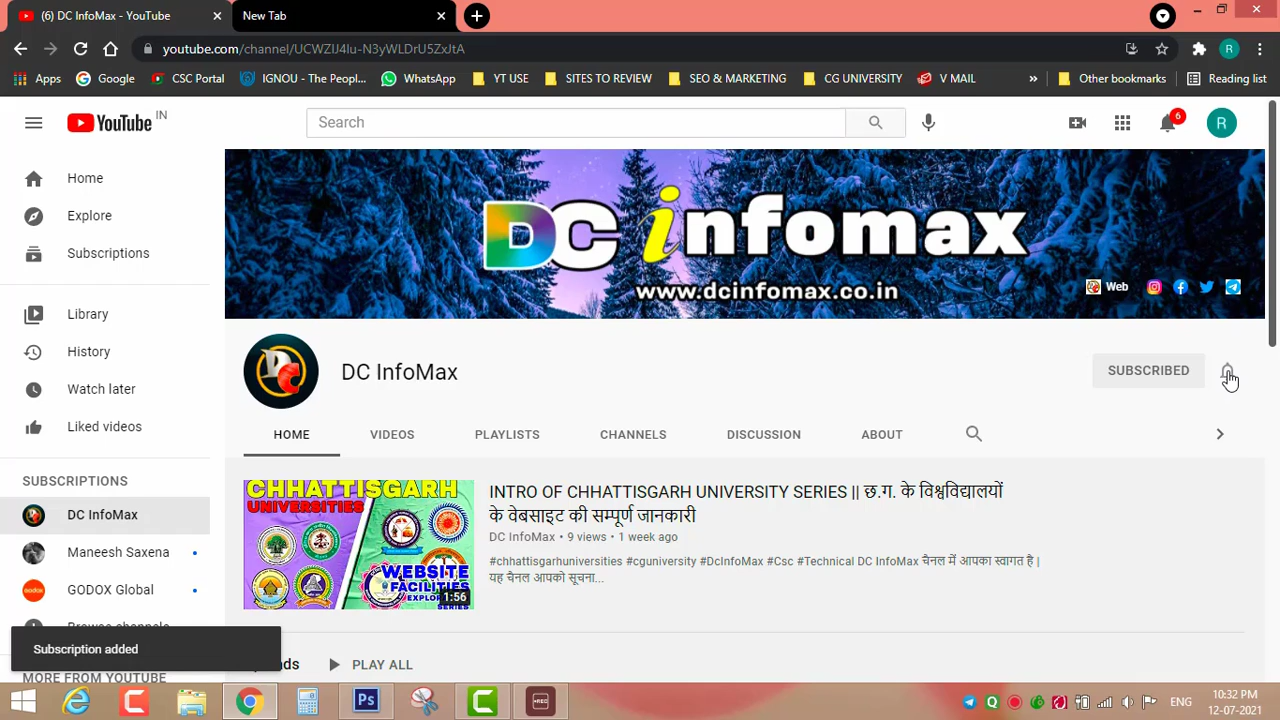 (6) DC InfoMax - YouTube
New Tab
youtube.com/channel/UCWZIJ4lu-N3yWLDrU5ZxJtA
R
Apps
Google
CSC Portal
IGNOU - The Peopl...
WhatsApp
YT USE
SITES TO REVIEW
SEO & MARKETING
CG UNIVERSITY
V MAIL
»
Other bookmarks
Reading list
YouTube IN
Search
6
R
Home
Explore
Subscriptions
Library
History
Watch later
Liked videos
SUBSCRIPTIONS
DC InfoMax
Maneesh Saxena
GODOX Global
Browse channels
Subscription added
MORE FROM YOUTUBE
DC infomax
www.dcinfomax.co.in
Web
DC InfoMax
SUBSCRIBED
HOME
VIDEOS
PLAYLISTS
CHANNELS
DISCUSSION
ABOUT
CHHATTISGARH
UNIVERSITIES
WEBSITE
FACILITIES
1:56
INTRO OF CHHATTISGARH UNIVERSITY SERIES || छ.ग. के विश्वविद्यालयों
के वेबसाइट की सम्पूर्ण जानकारी
DC InfoMax • 9 views • 1 week ago
#chhattisgarhuniversities #cguniversity #DcInfoMax #Csc #Technical DC InfoMax चैनल में आपका स्वागत है |
यह चैनल आपको सूचना...
PLAY ALL
Ps
ENG
10:32 PM
12-07-2021